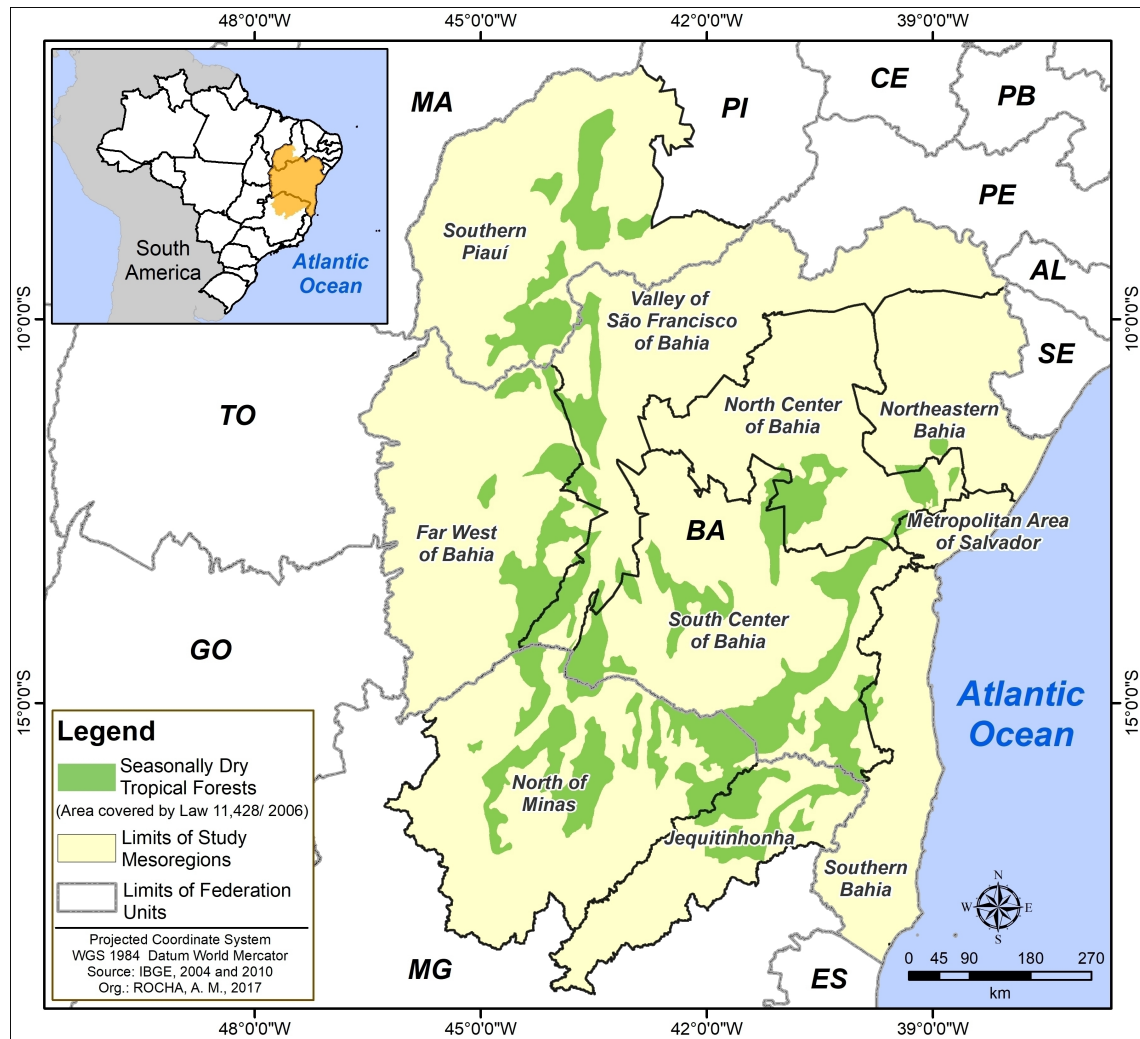 48°0'0"W
45°0'0"W
42°0'0"W
39°0'0"W
10°0'0"S
15°0'0"S
10°0'0"S
15°0'0"S
South
America
Atlantic
Ocean
MA
PI
CE
PB
PE
AL
SE
TO
GO
BA
MG
ES
Southern
Piauí
Valley of
São Francisco
of Bahia
North Center
of Bahia
Northeastern
Bahia
Far West
of Bahia
Metropolitan Area
of Salvador
South Center
of Bahia
North of
Minas
Jequitinhonha
Southern
Bahia
Atlantic
Ocean
Legend
Seasonally Dry
Tropical Forests
(Area covered by Law 11,428/ 2006)
Limits of Study
Mesoregions
Limits of Federation
Units
Projected Coordinate System
WGS 1984 Datum World Mercator
Source: IBGE, 2004 and 2010
Org.: ROCHA, A. M., 2017
N
W E
S
0 45 90 180 270
km
48°0'0"W
45°0'0"W
42°0'0"W
39°0'0"W